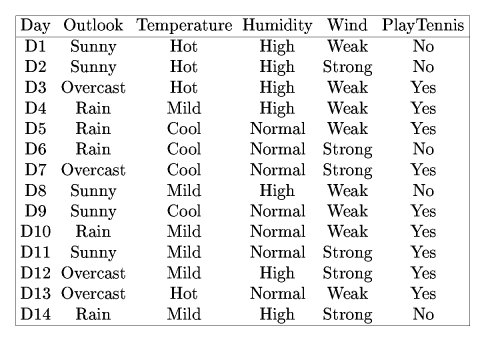 Day Outlook Temperature Humidity Wind PlayTennis
D1 Sunny Hot High Weak No
D2 Sunny Hot High Strong No
D3 Overcast Hot High Weak Yes
D4 Rain Mild High Weak Yes
D5 Rain Cool Normal Weak Yes
D6 Rain Cool Normal Strong No
D7 Overcast Cool Normal Strong Yes
D8 Sunny Mild High Weak No
D9 Sunny Cool Normal Weak Yes
D10 Rain Mild Normal Weak Yes
D11 Sunny Mild Normal Strong Yes
D12 Overcast Mild High Strong Yes
D13 Overcast Hot Normal Weak Yes
D14 Rain Mild High Strong No